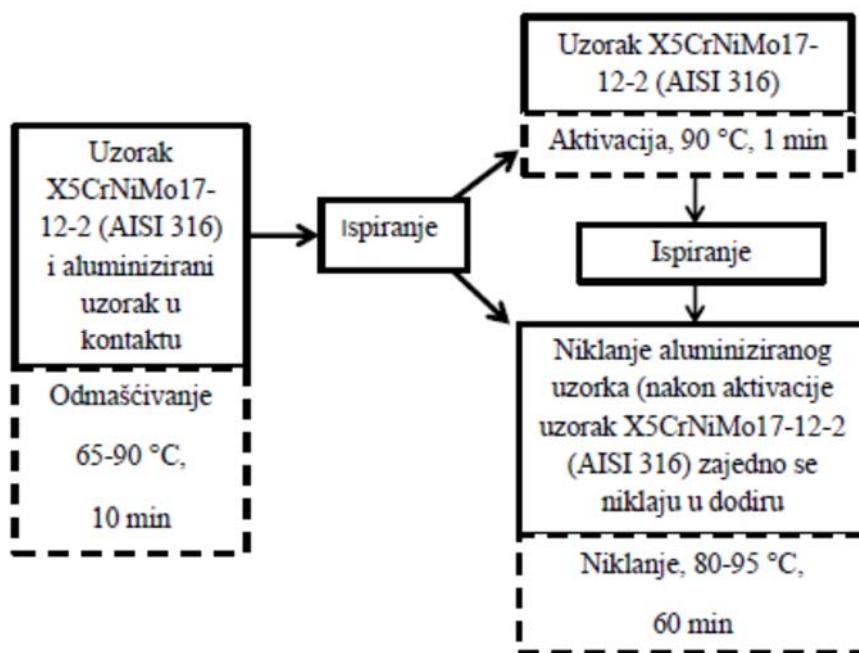 Uzorak
X5CrNiMo17-
12-2 (AISI 316)
i aluminizirani
uzorak u
kontaktu
Odmašćivanje
65-90 °C,
10 min
Ispiranje
Uzorak X5CrNiMo17-
12-2 (AISI 316)
Aktivacija, 90 °C, 1 min
Ispiranje
Niklanje aluminiziranog
uzorka (nakon aktivacije
uzorak X5CrNiMo17-12-2
(AISI 316) zajedno se
niklaju u dodiru
Niklanje, 80-95 °C,
60 min